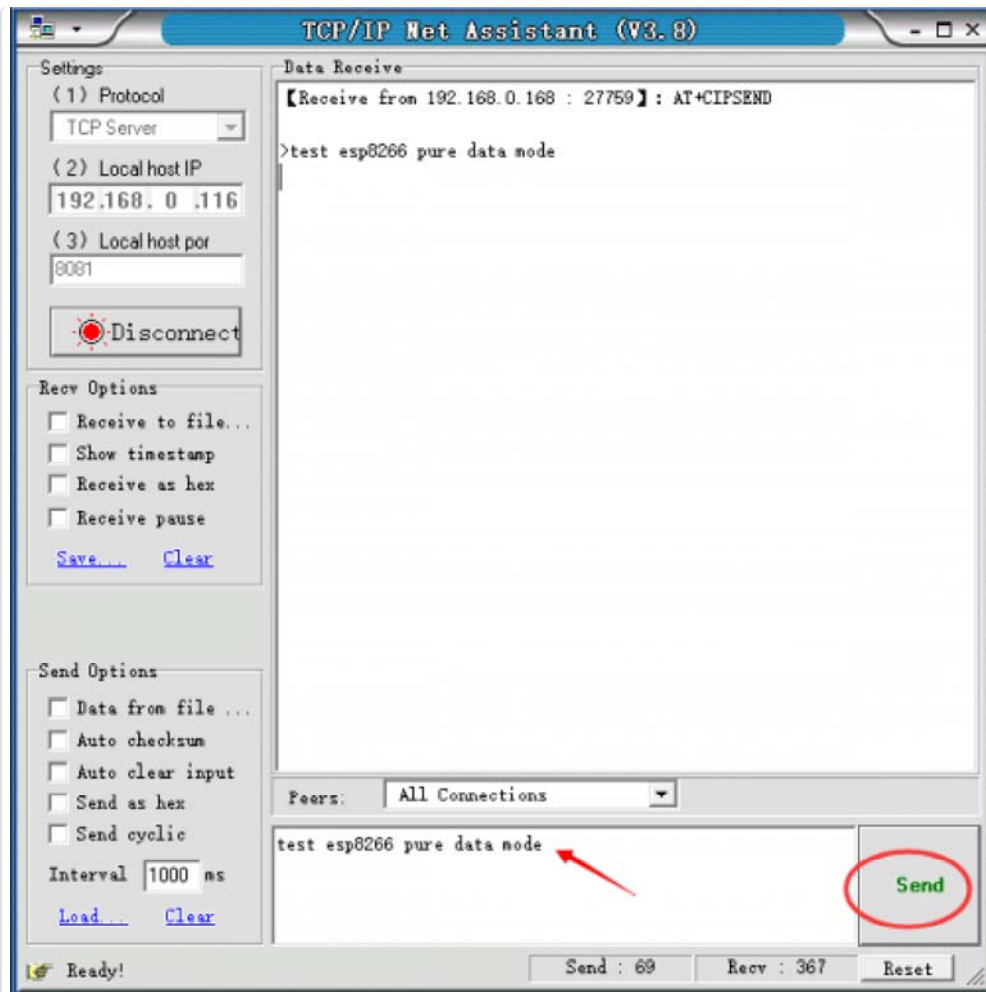 TCP/IP Net Assistant (V3.8)
Settings
(1) Protocol
TCP Server
(2) Local host IP
192.168. 0 .116
(3) Local host por
8081
Disconnect
Recv Options
Receive to file...
Show timestamp
Receive as hex
Receive pause
Save... Clear
Send Options
Data from file ...
Auto checksum
Auto clear input
Send as hex
Send cyclic
Interval 1000 ms
Load... Clear
Data Receive
【Receive from 192.168.0.168 : 27759】: AT+CIPSEND
>test esp8266 pure data mode
Peers: All Connections
test esp8266 pure data mode
Send
Ready!
Send : 69
Recv : 367
Reset